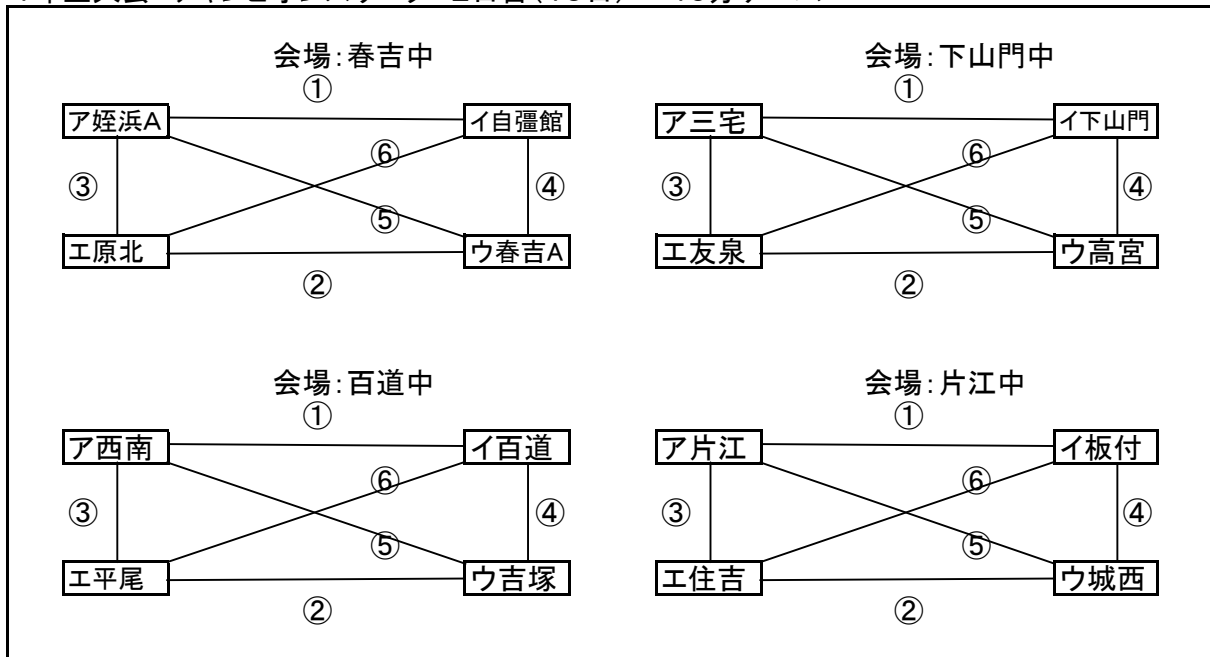 会場:春吉中
①
ア姪浜A
イ自彊館
⑥
③
④
⑤
エ原北
ウ春吉A
②
会場:下山門中
①
ア三宅
イ下山門
⑥
③
④
⑤
エ友泉
ウ高宮
②
会場:百道中
①
ア西南
イ百道
⑥
③
④
⑤
エ平尾
ウ吉塚
②
会場:片江中
①
ア片江
イ板付
⑥
③
④
⑤
エ住吉
ウ城西
②